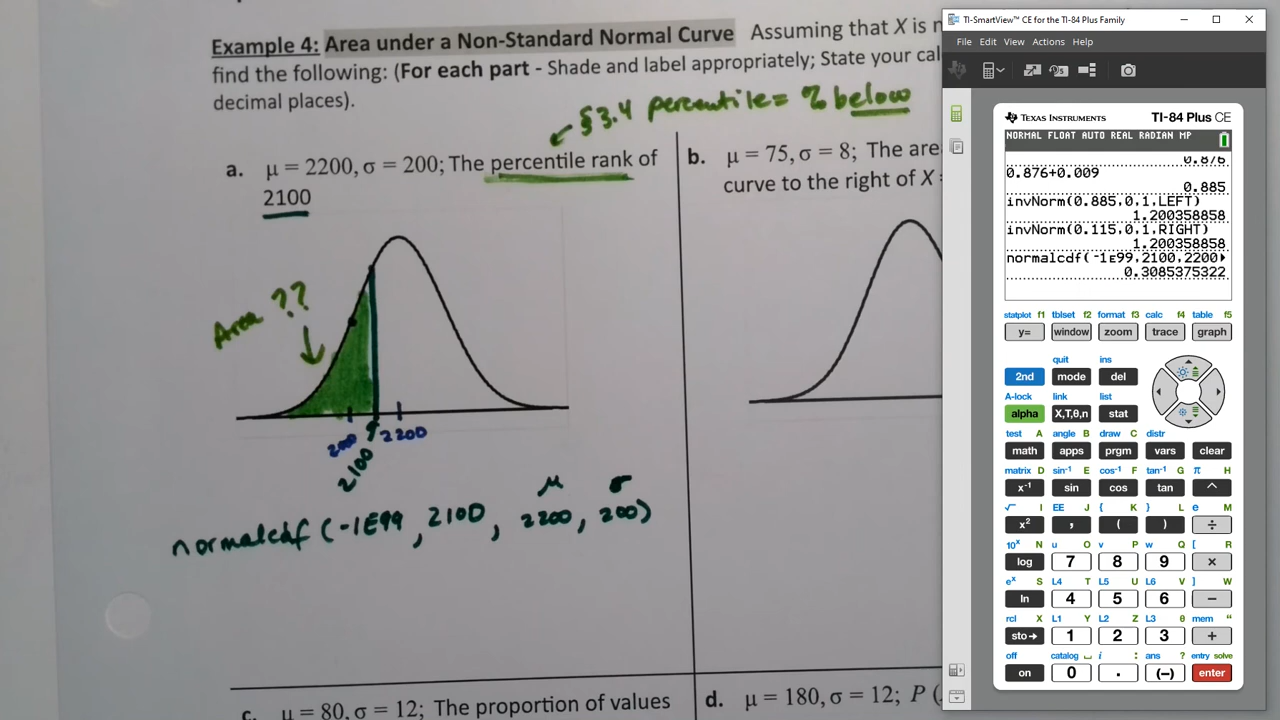 Example 4: Area under a Non-Standard Normal Curve Assuming that X is n
find the following: (For each part - Shade and label appropriately; State your cal
decimal places).
§3.4 percentile = % below
a. μ = 2200, σ = 200; The percentile rank of
2100
Area ??
2200
2100
normalcdf (-1E99, 2100, 2200, 200)
μ σ
b. μ = 75, σ = 8; The are
curve to the right of X
c. μ = 80, σ = 12; The proportion of values
d. μ = 180, σ = 12; P (
TI-SmartView™ CE for the TI-84 Plus Family
File Edit View Actions Help
TEXAS INSTRUMENTS TI-84 Plus CE
NORMAL FLOAT AUTO REAL RADIAN MP
0.876
0.876+0.009
0.885
invNorm(0.885,0,1,LEFT)
1.200358858
invNorm(0.115,0,1,RIGHT)
1.200358858
normalcdf(-1E99,2100,2200
0.3085375322
statplot f1 tblset f2 format f3 calc f4 table f5
y= window zoom trace graph
quit ins
2nd mode del
A-lock link list
alpha X,T,θ,n stat
test A angle B draw C distr
math apps prgm vars clear
matrix D sin⁻¹ E cos⁻¹ F tan⁻¹ G π H
x⁻¹ sin cos tan ^
√ I EE J { K } L e M
x² , ( ) ÷
10ˣ N u O v P w Q [ R
log 7 8 9 ×
eˣ S L4 T L5 U L6 V ] W
ln 4 5 6 −
rcl X L1 Y L2 Z L3 θ mem "
sto→ 1 2 3 +
off catalog i : ans ? entry solve
on 0 . (−) enter